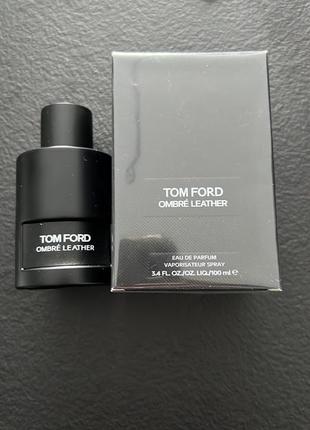 TOM FORD
OMBRÉ LEATHER
TOM FORD
OMBRÉ LEATHER
EAU DE PARFUM
VAPORISATEUR SPRAY
3.4 FL. OZ./OZ. LIQ./100 ml ℮